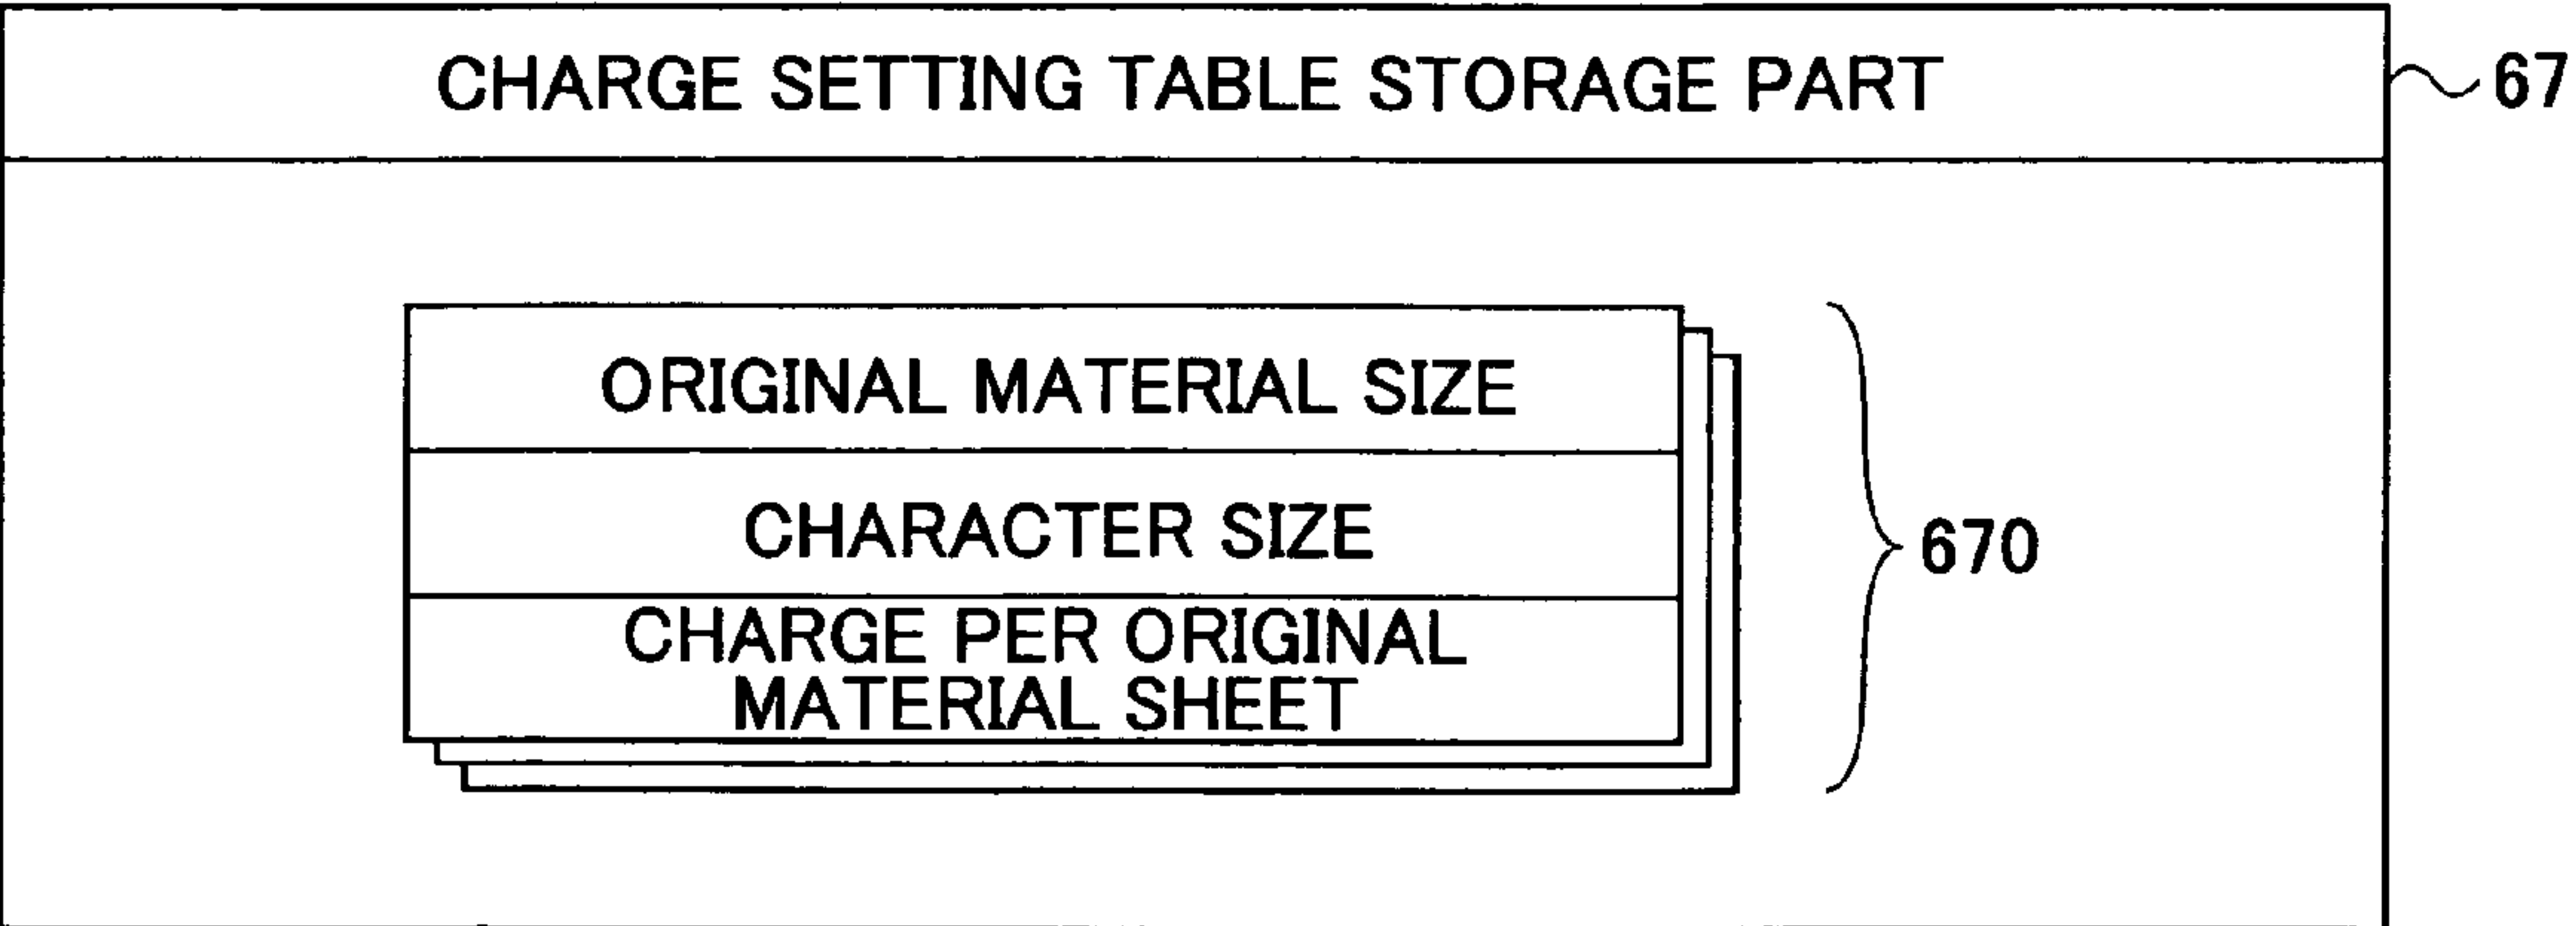 CHARGE SETTING TABLE STORAGE PART
67
ORIGINAL MATERIAL SIZE
CHARACTER SIZE
670
CHARGE PER ORIGINAL
MATERIAL SHEET